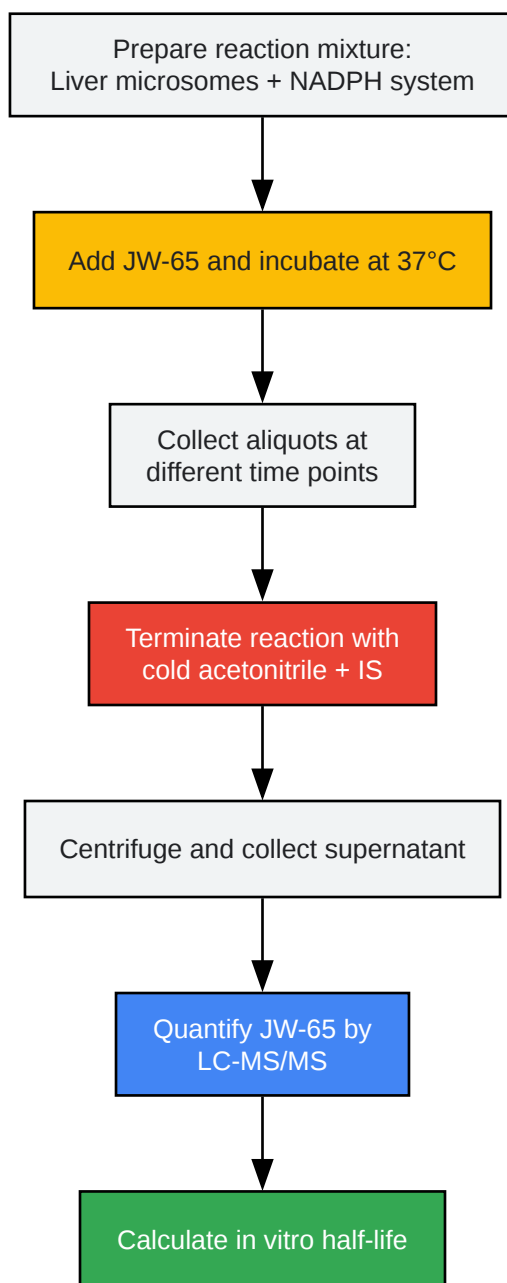 Prepare reaction mixture:
Liver microsomes + NADPH system
Add JW-65 and incubate at 37°C
Collect aliquots at
different time points
Terminate reaction with
cold acetonitrile + IS
Centrifuge and collect supernatant
Quantify JW-65 by
LC-MS/MS
Calculate in vitro half-life